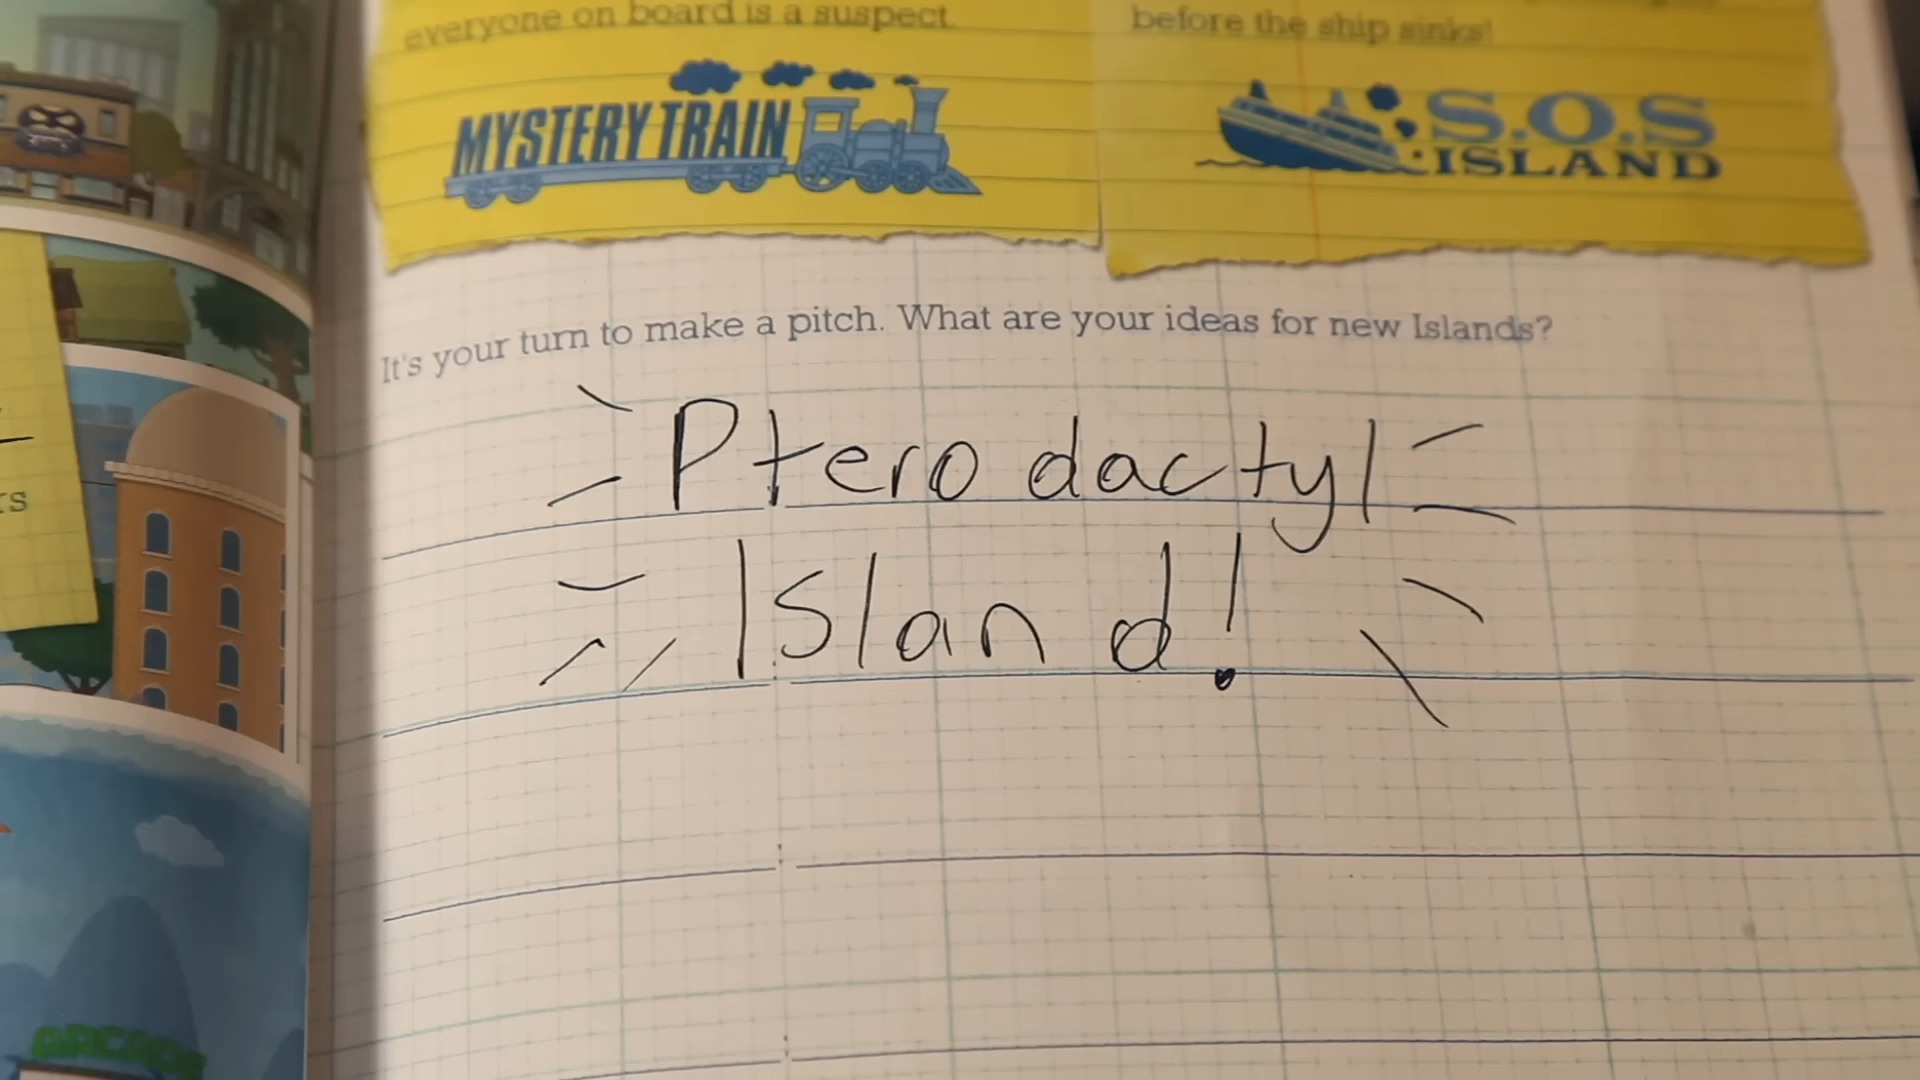 everyone on board is a suspect.
before the ship sinks!
MYSTERY TRAIN
S.O.S
ISLAND
It's your turn to make a pitch. What are your ideas for new Islands?
Pterodactyl
Island!
ARCADE